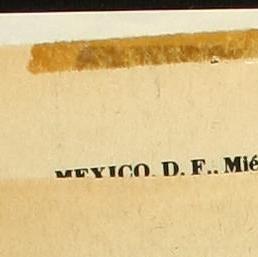 MEXICO, D. F., Mié